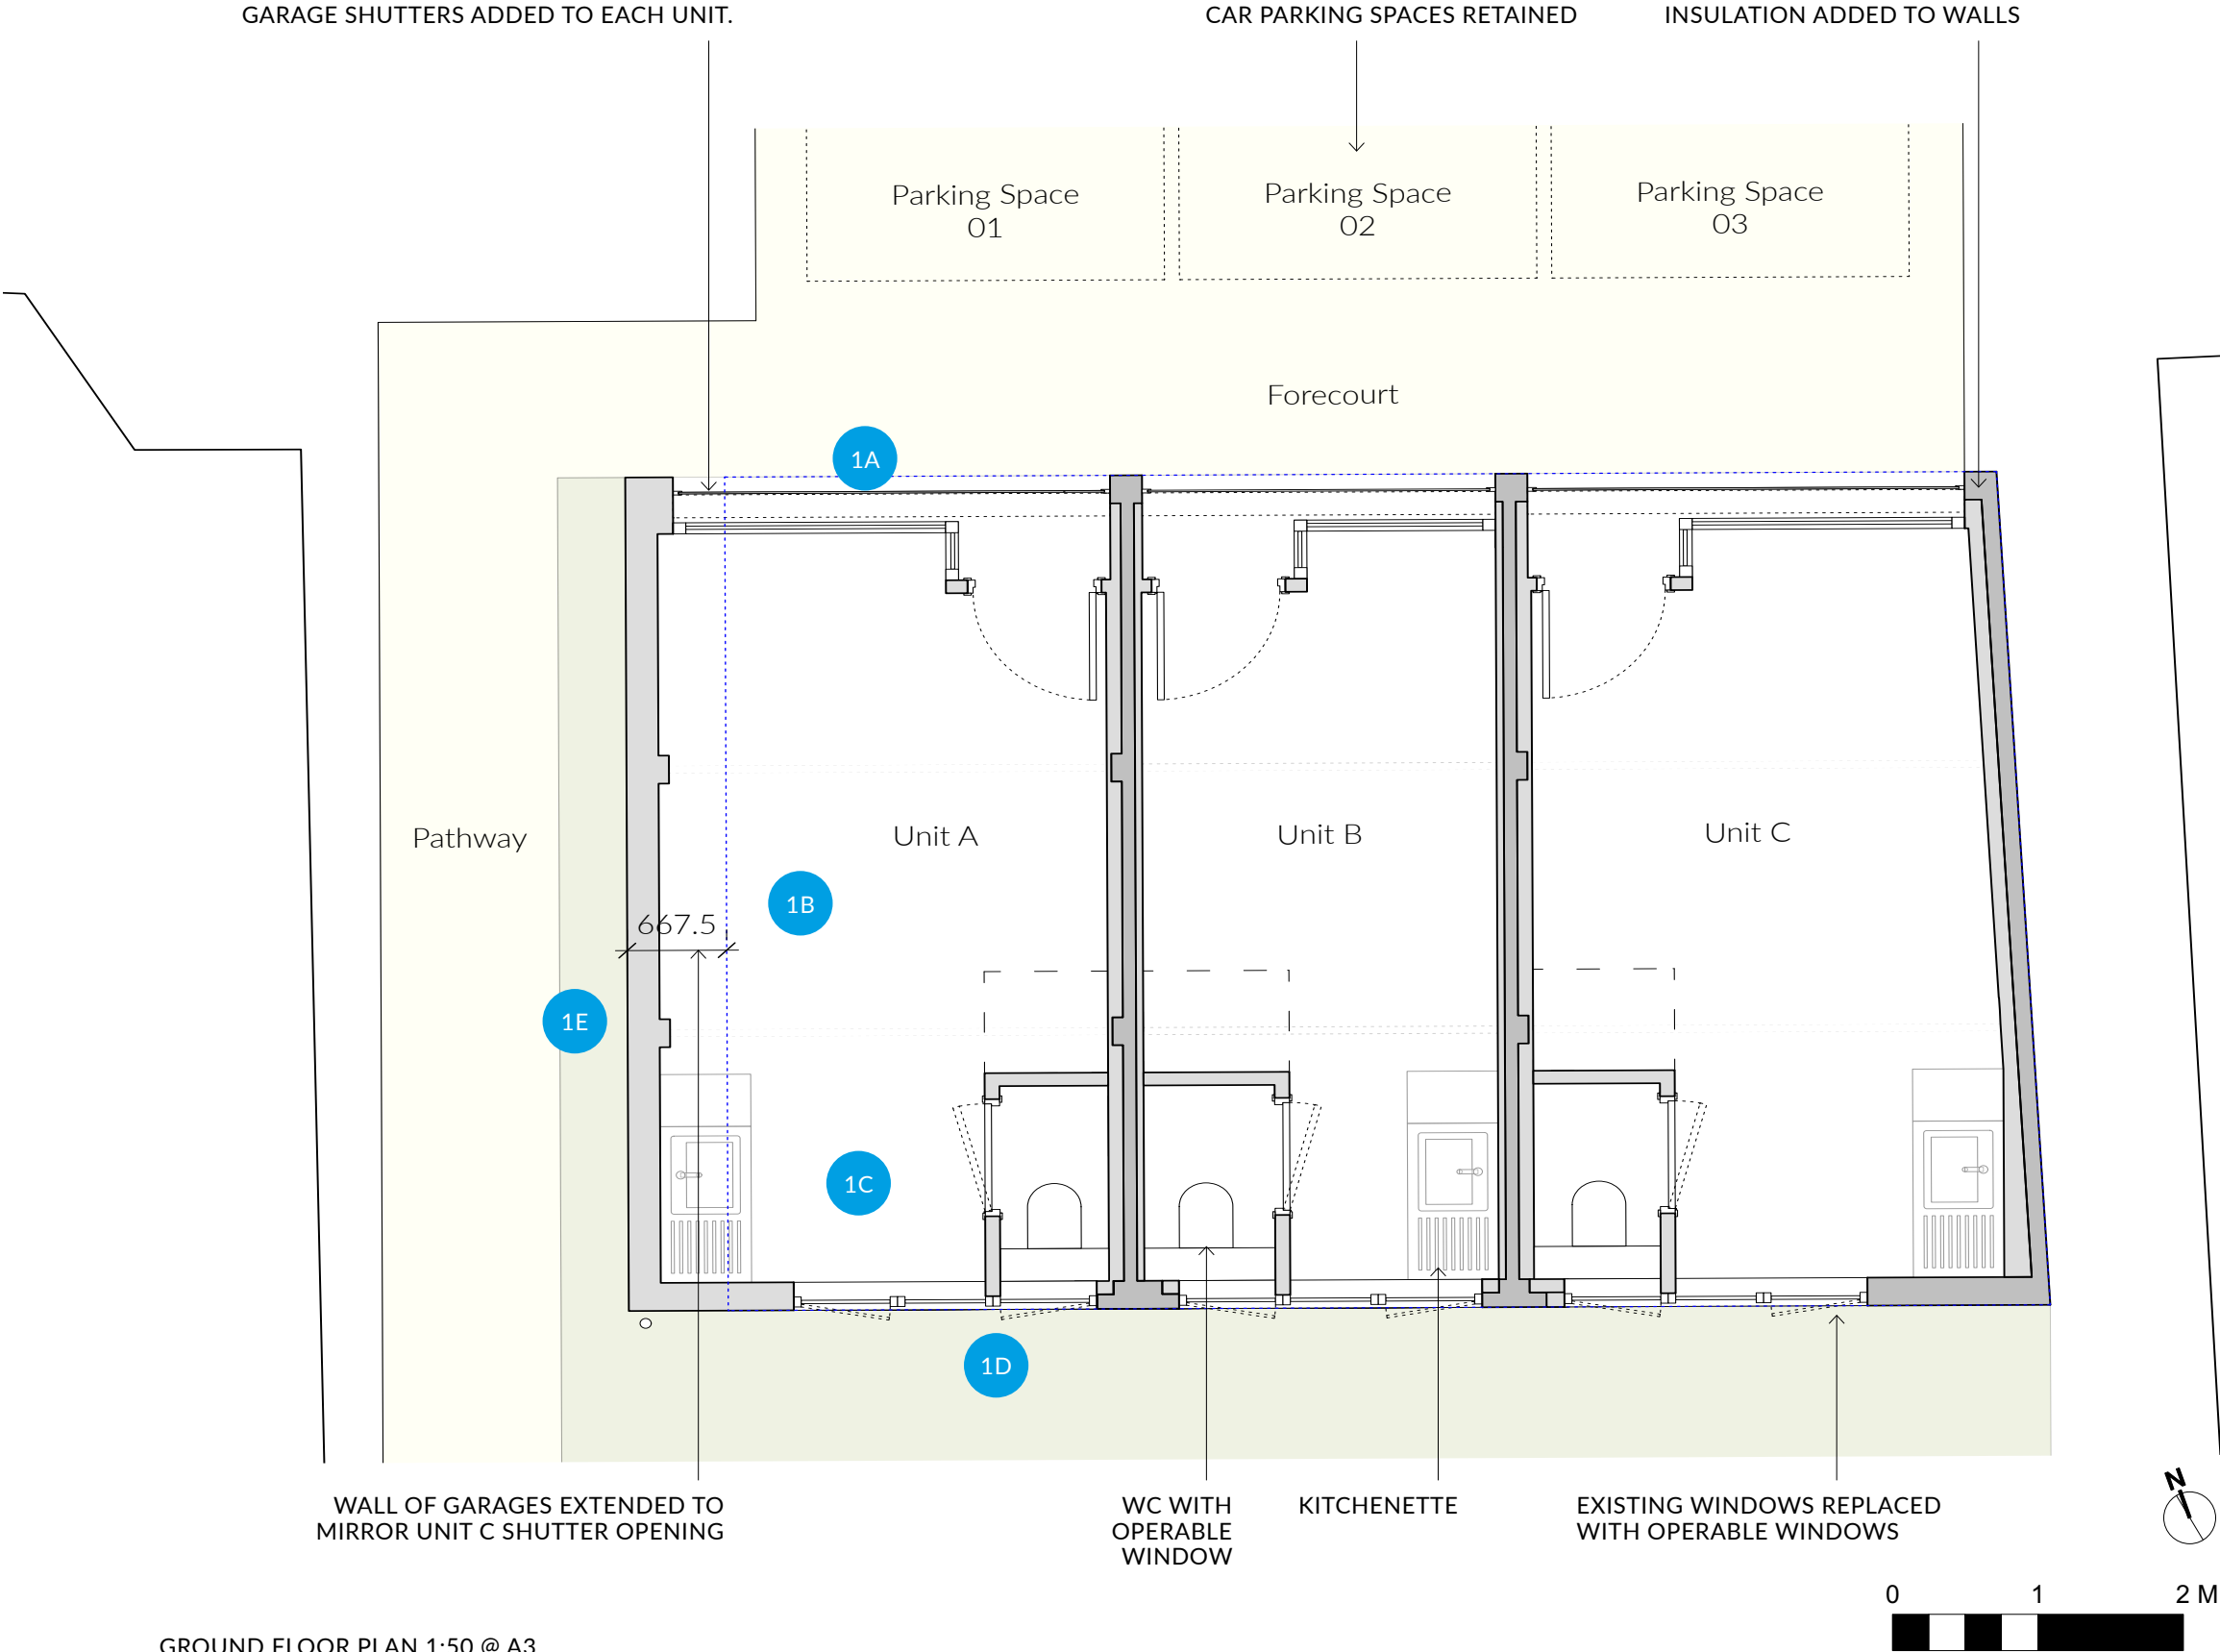 GARAGE SHUTTERS ADDED TO EACH UNIT.
CAR PARKING SPACES RETAINED
INSULATION ADDED TO WALLS
Parking Space
01
Parking Space
02
Parking Space
03
Forecourt
1A
Pathway
Unit A
Unit B
Unit C
1B
667.5
1E
1C
1D
WALL OF GARAGES EXTENDED TO
MIRROR UNIT C SHUTTER OPENING
WC WITH
OPERABLE
WINDOW
KITCHENETTE
EXISTING WINDOWS REPLACED
WITH OPERABLE WINDOWS
N
0 1 2 M
GROUND FLOOR PLAN 1:50 @ A3